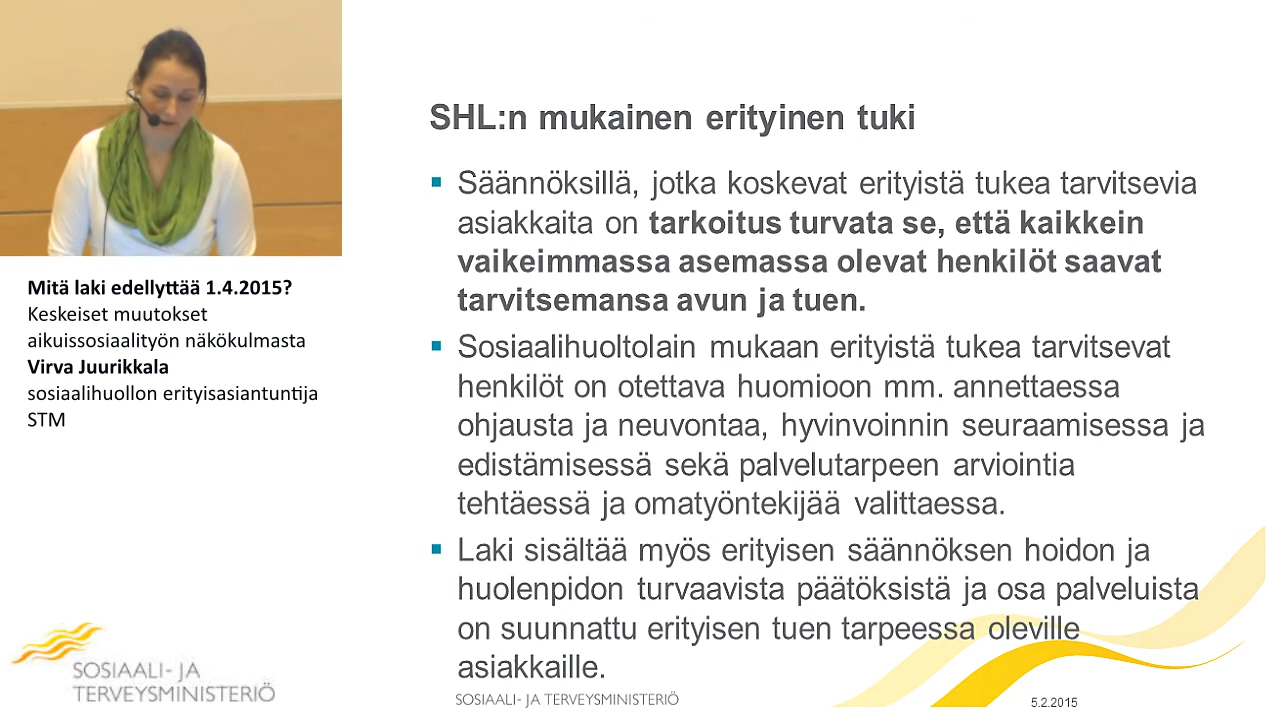 SHL:n mukainen erityinen tuki
Säännöksillä, jotka koskevat erityistä tukea tarvitsevia
asiakkaita on tarkoitus turvata se, että kaikkein
vaikeimmassa asemassa olevat henkilöt saavat
tarvitsemansa avun ja tuen.
Sosiaalihuoltolain mukaan erityistä tukea tarvitsevat
henkilöt on otettava huomioon mm. annettaessa
ohjausta ja neuvontaa, hyvinvoinnin seuraamisessa ja
edistämisessä sekä palvelutarpeen arviointia
tehtäessä ja omatyöntekijää valittaessa.
Laki sisältää myös erityisen säännöksen hoidon ja
huolenpidon turvaavista päätöksistä ja osa palveluista
on suunnattu erityisen tuen tarpeessa oleville
asiakkaille.
Mitä laki edellyttää 1.4.2015?
Keskeiset muutokset
aikuissosiaalityön näkökulmasta
Virva Juurikkala
sosiaalihuollon erityisasiantuntija
STM
SOSIAALI- JA
TERVEYSMINISTERIÖ
SOSIAALI- JA TERVEYSMINISTERIÖ
5.2.2015